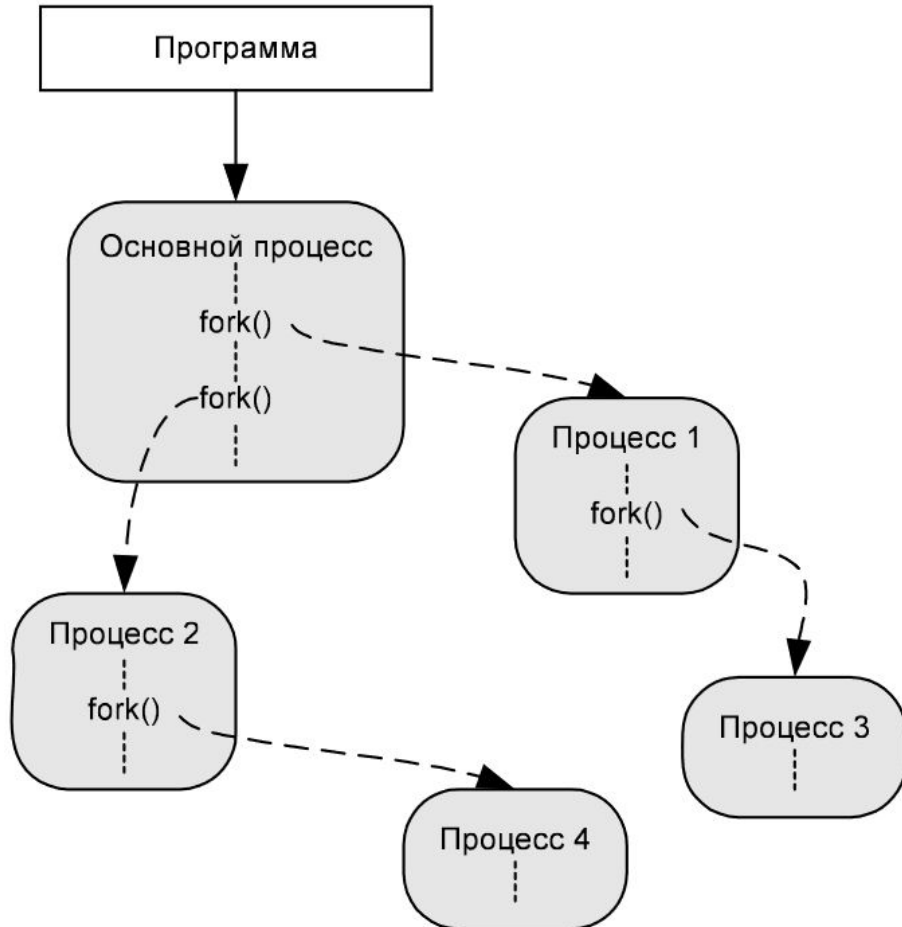 Программа
Основной процесс
fork()
fork()
Процесс 1
fork()
Процесс 2
fork()
Процесс 3
Процесс 4